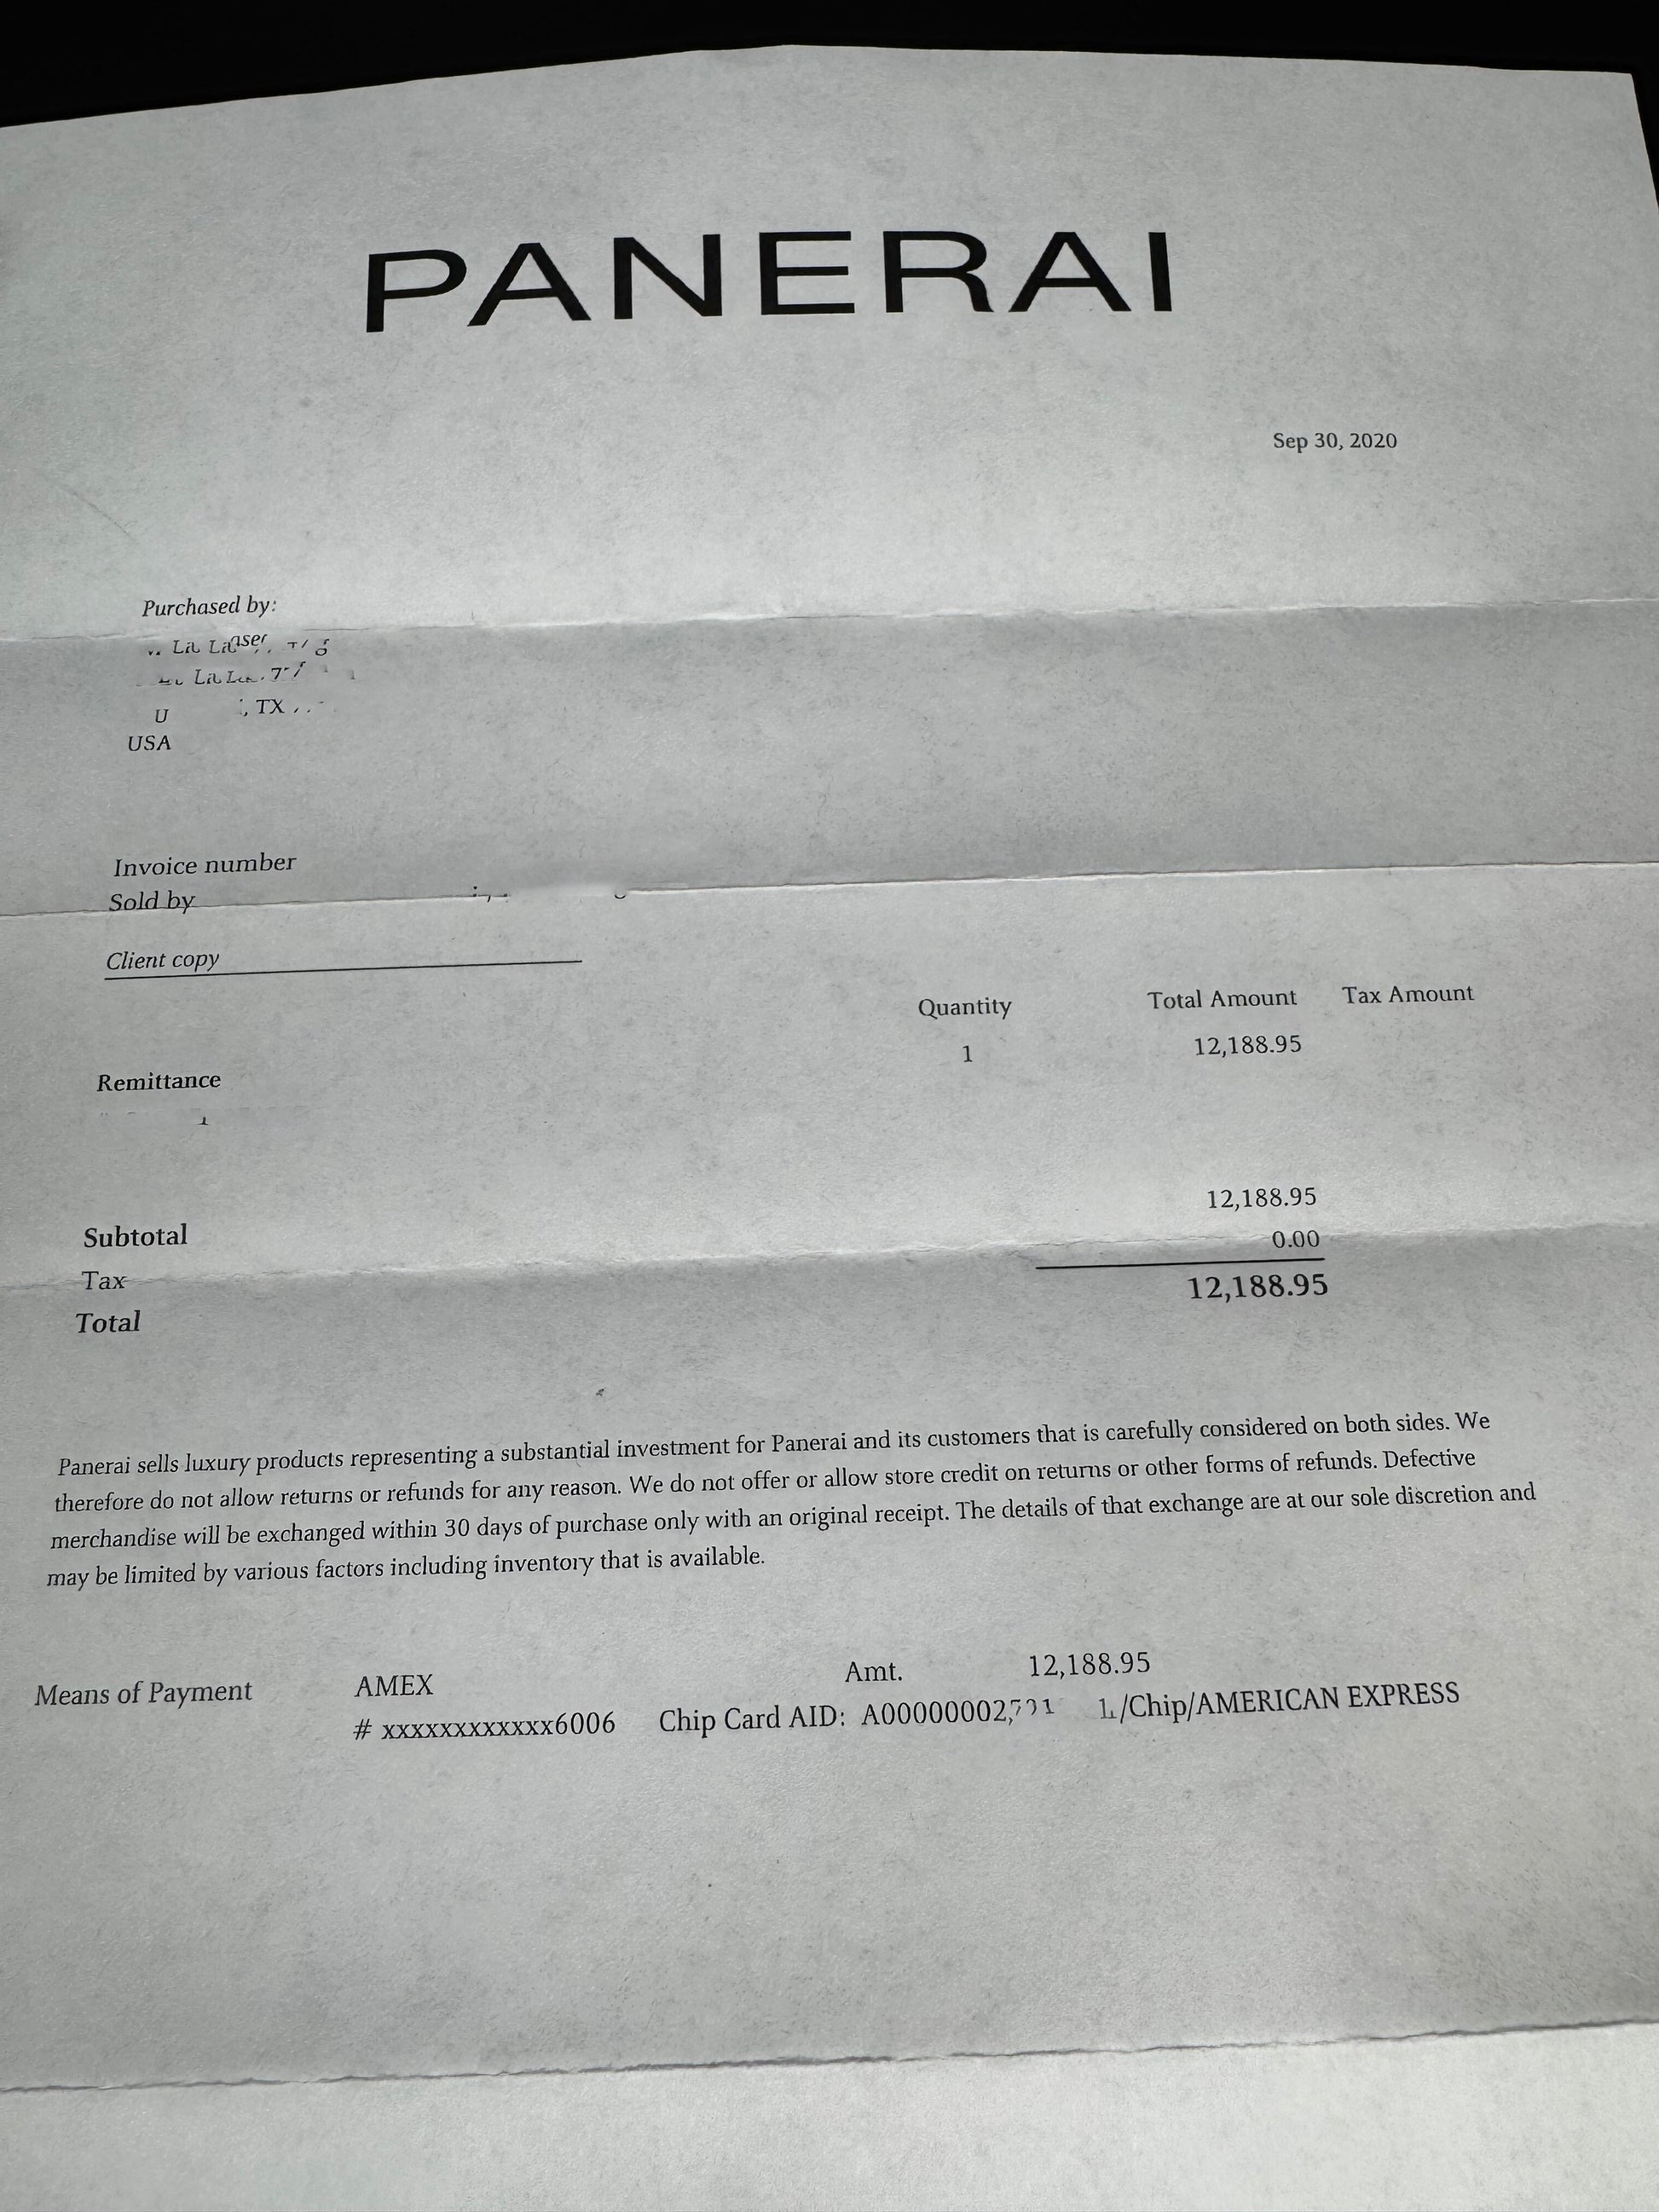 PANERAI
Sep 30, 2020
Purchased by:
, TX
USA
Invoice number
Sold by
Client copy
Quantity Total Amount Tax Amount
1 12,188.95
Remittance
12,188.95
Subtotal
0.00
Tax
12,188.95
Total
Panerai sells luxury products representing a substantial investment for Panerai and its customers that is carefully considered on both sides. We
therefore do not allow returns or refunds for any reason. We do not offer or allow store credit on returns or other forms of refunds. Defective
merchandise will be exchanged within 30 days of purchase only with an original receipt. The details of that exchange are at our sole discretion and
may be limited by various factors including inventory that is available.
Means of Payment AMEX Amt. 12,188.95
# xxxxxxxxxxxx6006 Chip Card AID: /Chip/AMERICAN EXPRESS